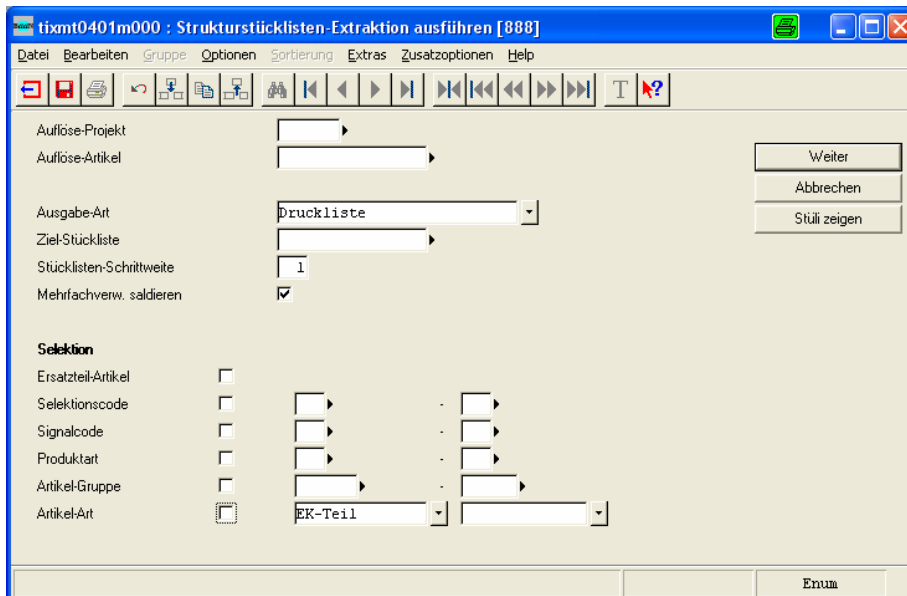 tixmt0401m000 : Strukturstücklisten-Extraktion ausführen [888]
Datei Bearbeiten Gruppe Optionen Sortierung Extras Zusatzoptionen Help
T ?
Auflöse-Projekt
Auflöse-Artikel
Weiter
Abbrechen
Ausgabe-Art Druckliste
Stüli zeigen
Ziel-Stückliste
Stücklisten-Schrittweite 1
Mehrfachverw. saldieren
Selektion
Ersatzteil-Artikel
Selektionscode -
Signalcode -
Produktart -
Artikel-Gruppe -
Artikel-Art EK-Teil
Enum